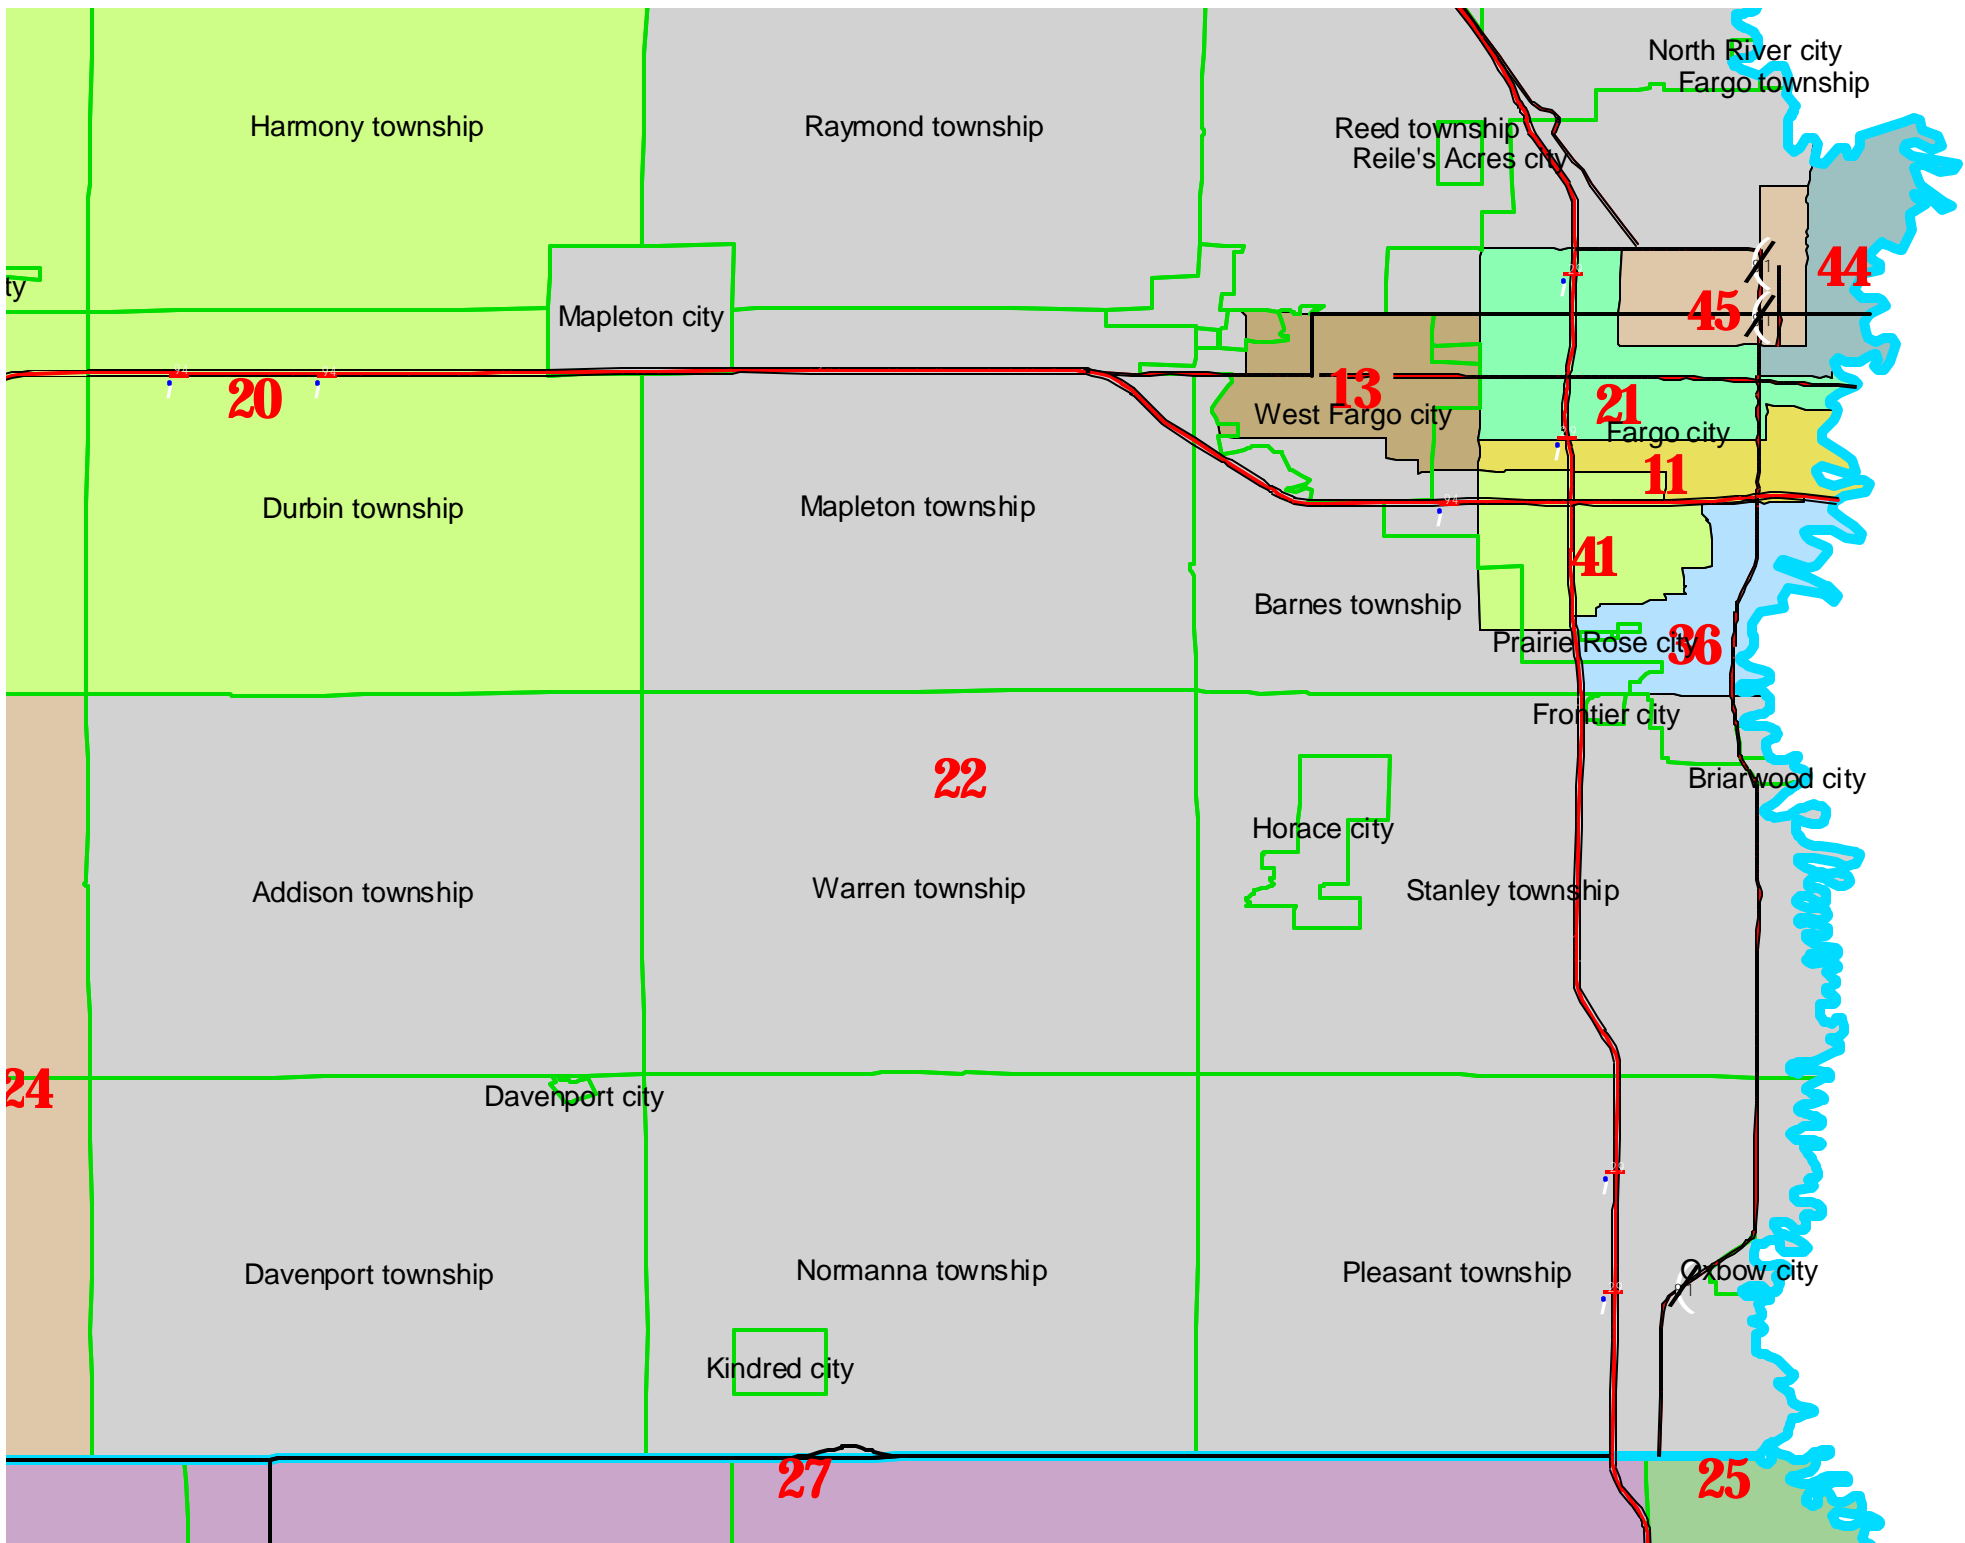 North River city
Fargo township
Harmony township
Raymond township
Reed township
Reile's Acres city
44
ty
Mapleton city
45
20
13
21
West Fargo city
Fargo city
11
Durbin township
Mapleton township
94
41
Barnes township
Prairie Rose city
36
Frontier city
22
Briarwood city
Horace city
Addison township
Warren township
Stanley township
24
Davenport city
Davenport township
Normanna township
Pleasant township
Oxbow city
Kindred city
27
25